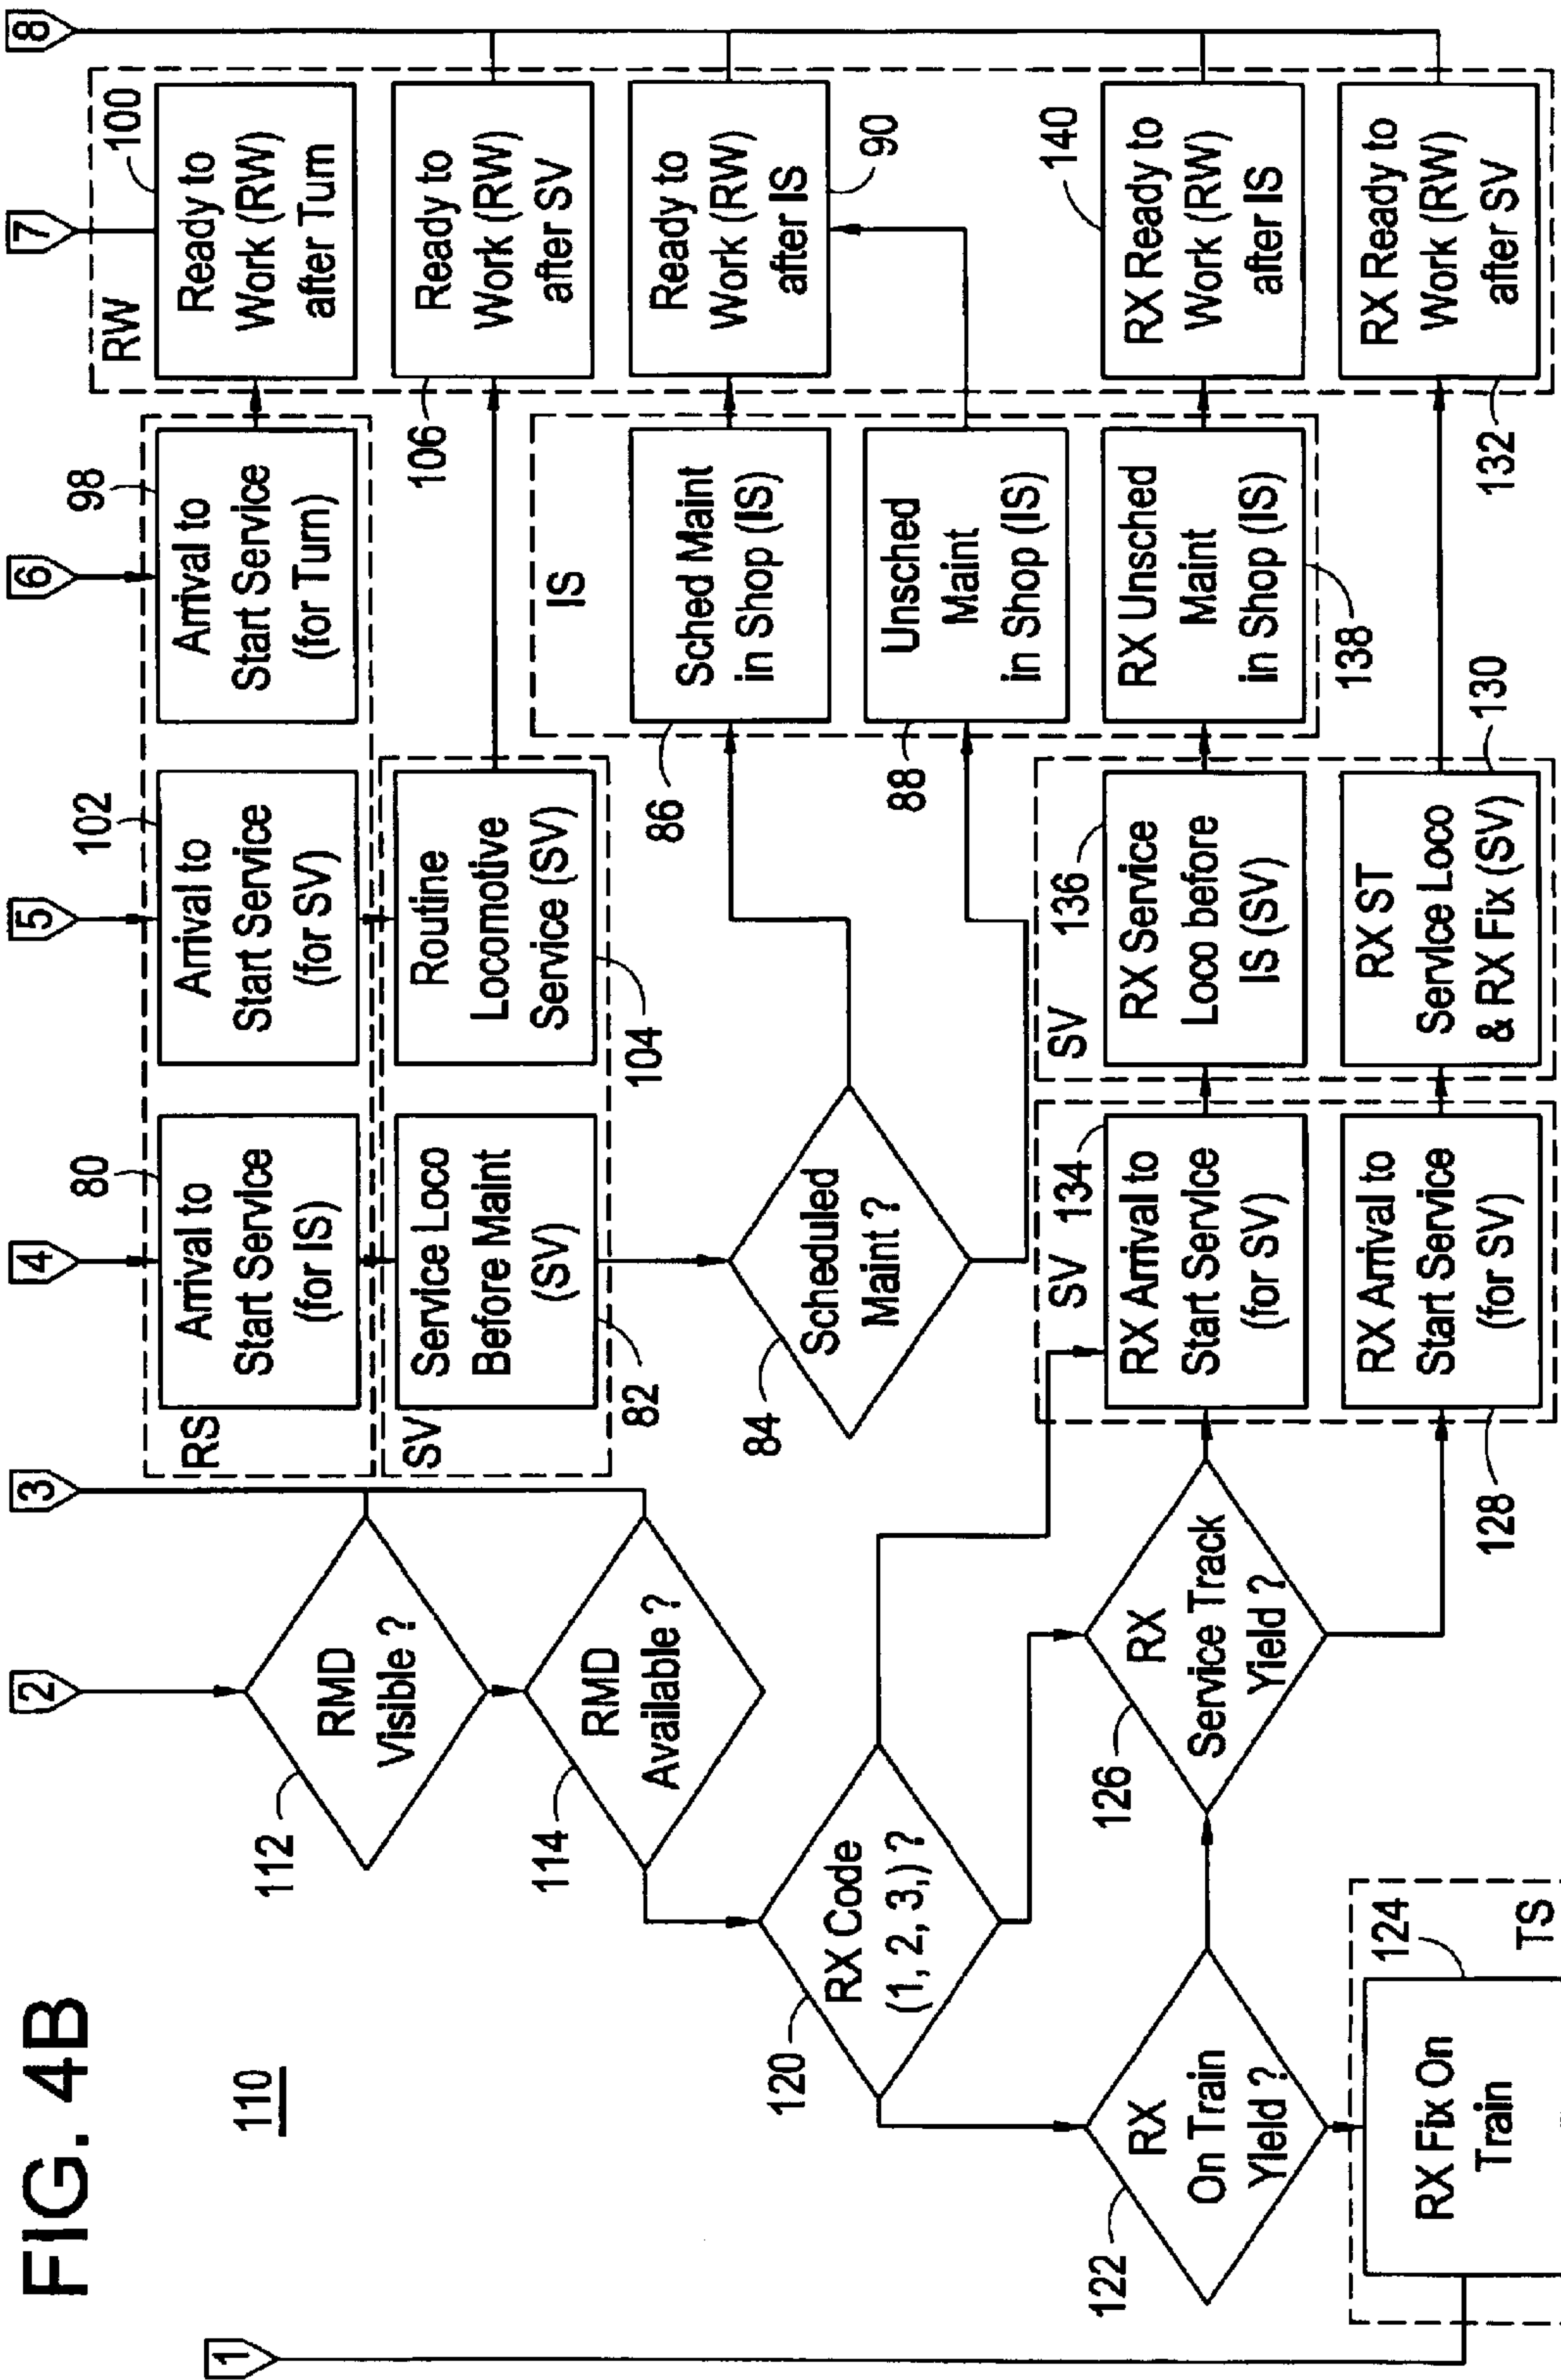 FIG. 4B
110
1
2
3
4
5
6
7
8
RMD
Visible ?
112
RMD
Available ?
114
RX Code
(1, 2, 3,) ?
120
RX
On Train
Yield ?
122
RX Fix On
Train
124
TS
RX
Service Track
Yield ?
126
RS
Arrival to
Start Service
(for IS)
80
Arrival to
Start Service
(for SV)
102
Arrival to
Start Service
(for Turn)
98
SV
Service Loco
Before Maint
(SV)
82
Routine
Locomotive
Service (SV)
104
Scheduled
Maint ?
84
IS
Sched Maint
in Shop (IS)
86
Unsched
Maint
in Shop (IS)
88
RX Unsched
Maint
in Shop (IS)
138
SV
134
RX Arrival to
Start Service
(for SV)
RX Arrival to
Start Service
(for SV)
128
SV
136
RX Service
Loco before
IS (SV)
RX ST
Service Loco
& RX Fix (SV)
130
RW
Ready to
Work (RW)
after Turn
100
Ready to
Work (RW)
after SV
106
Ready to
Work (RW)
after IS
90
RX Ready to
Work (RW)
after IS
140
RX Ready to
Work (RW)
after SV
132